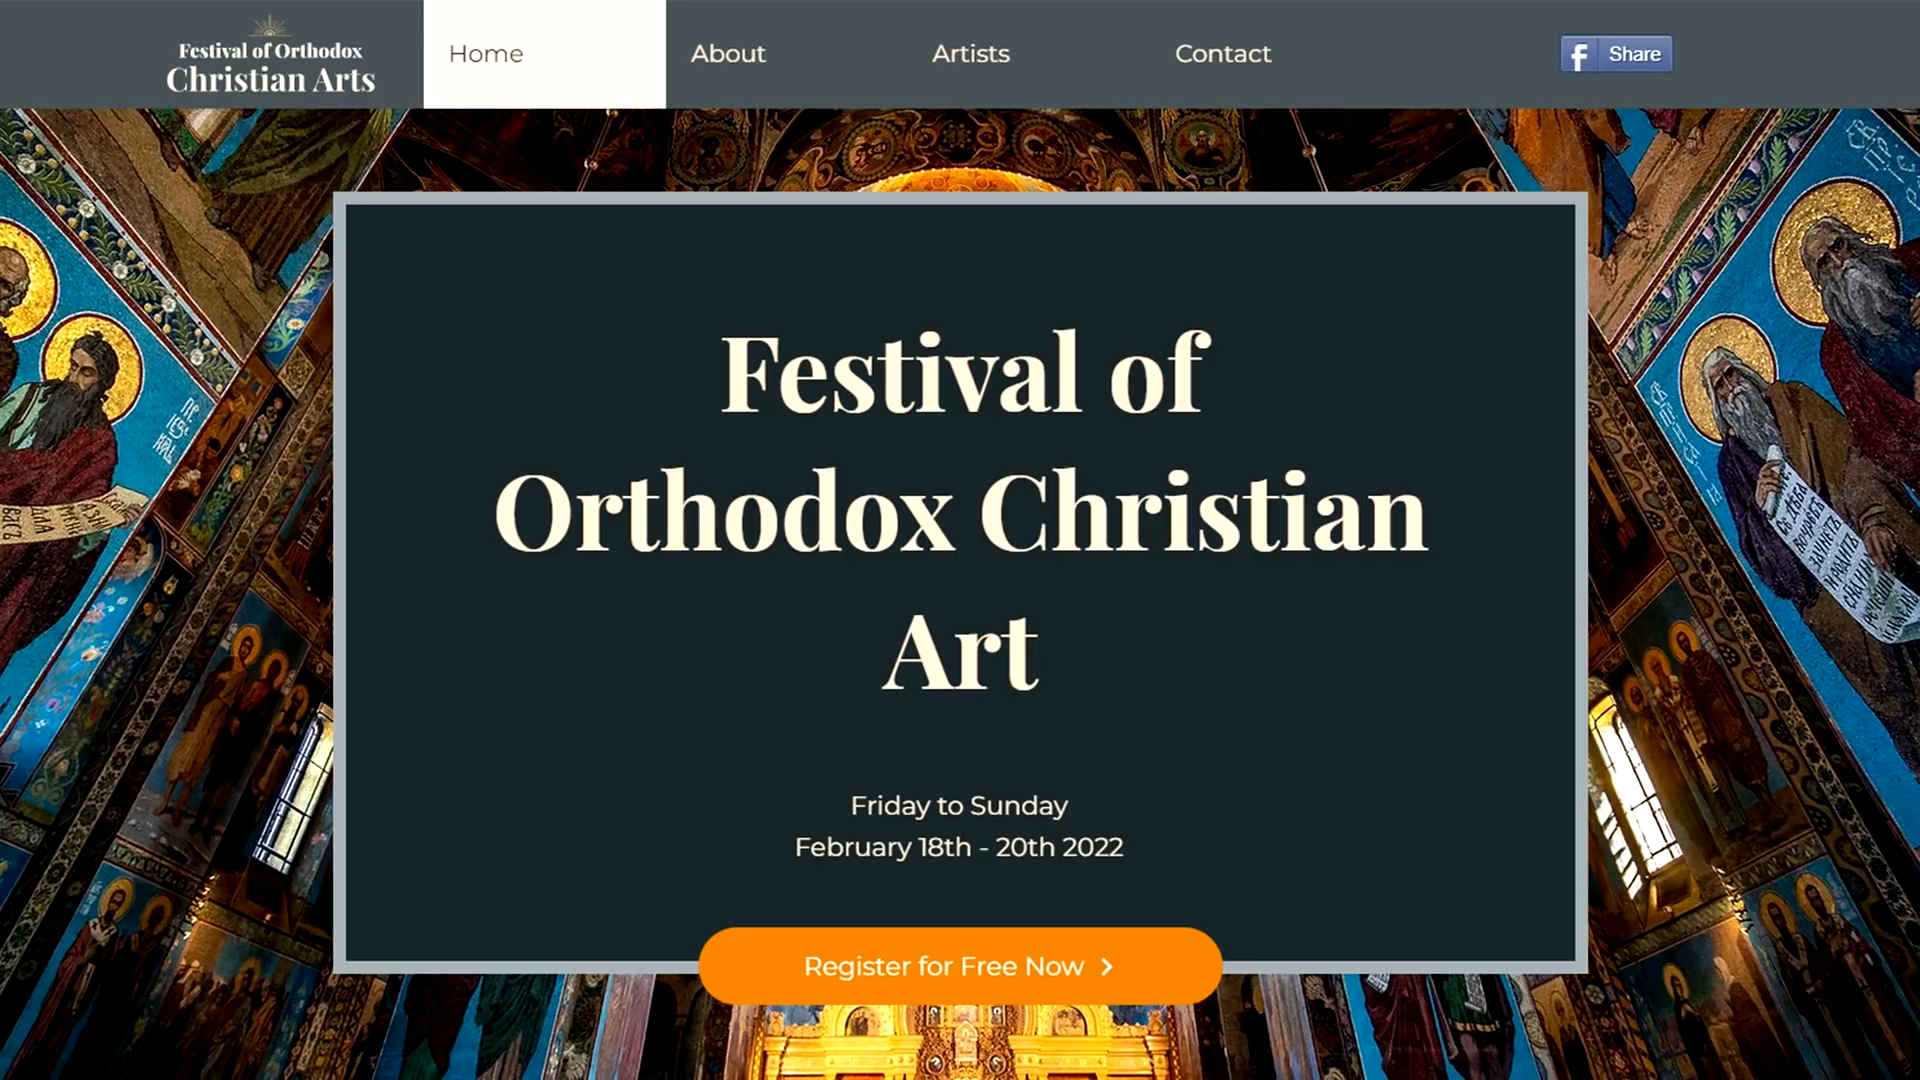 Festival of Orthodox
Christian Arts
Home
About
Artists
Contact
f Share
Festival of
Orthodox Christian
Art
Friday to Sunday
February 18th - 20th 2022
Register for Free Now >